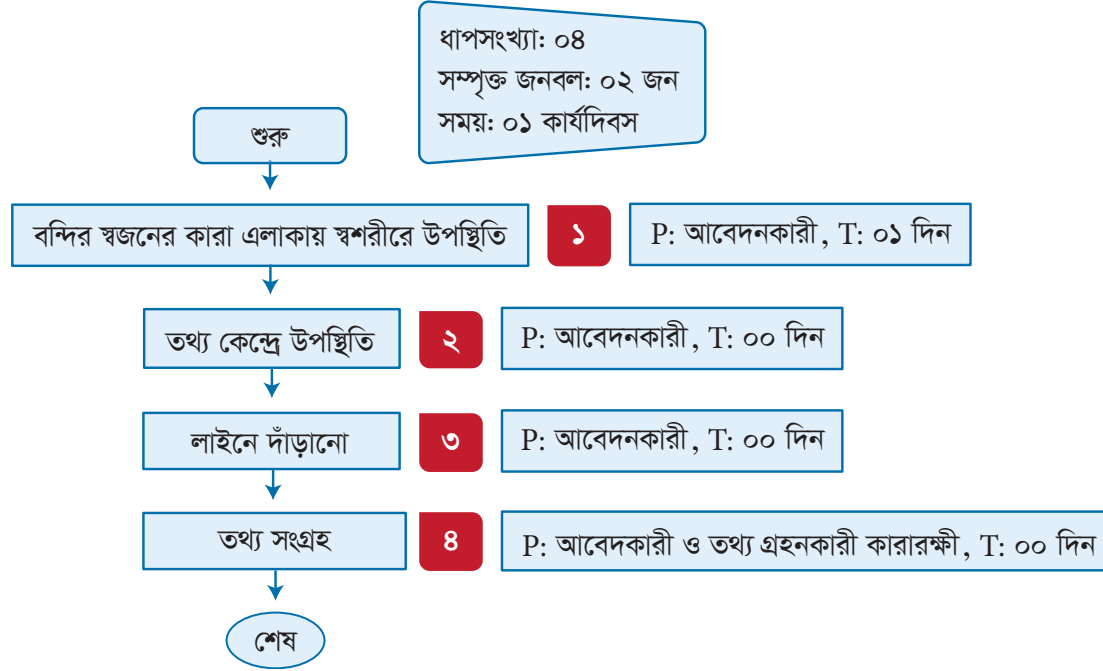 ধাপসংখ্যা: ০৪
সম্পৃক্ত জনবল: ০২ জন
সময়: ০১ কার্যদিবস
শুরু
বন্দির স্বজনের কারা এলাকায় স্বশরীরে উপস্থিতি
১
P: আবেদনকারী, T: ০১ দিন
তথ্য কেন্দ্রে উপস্থিতি
২
P: আবেদনকারী, T: ০০ দিন
লাইনে দাঁড়ানো
৩
P: আবেদনকারী, T: ০০ দিন
তথ্য সংগ্রহ
৪
P: আবেদকারী ও তথ্য গ্রহনকারী কারারক্ষী, T: ০০ দিন
শেষ